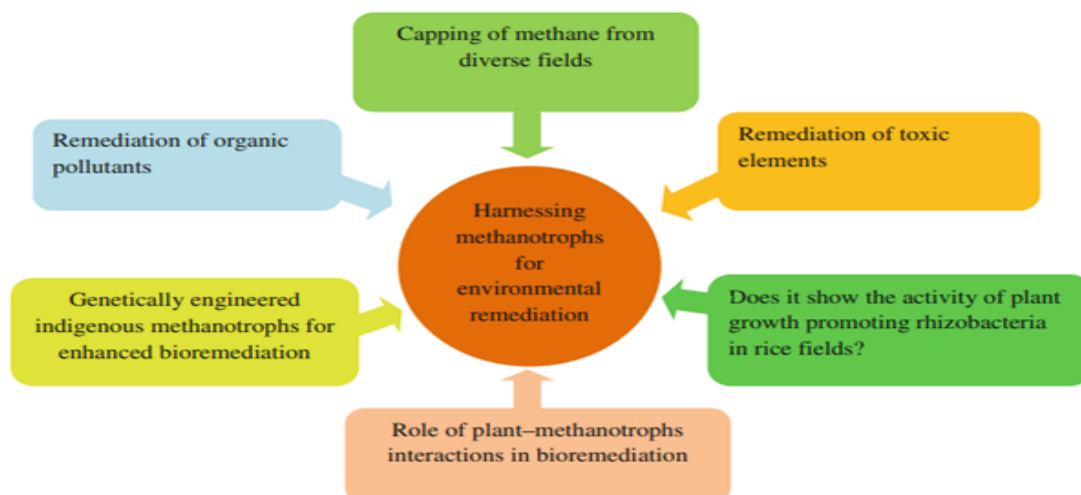 Capping of methane from
diverse fields
Remediation of organic
pollutants
Remediation of toxic
elements
Harnessing
methanotrophs
for
environmental
remediation
Genetically engineered
indigenous methanotrophs for
enhanced bioremediation
Does it show the activity of plant
growth promoting rhizobacteria
in rice fields?
Role of plant–methanotrophs
interactions in bioremediation